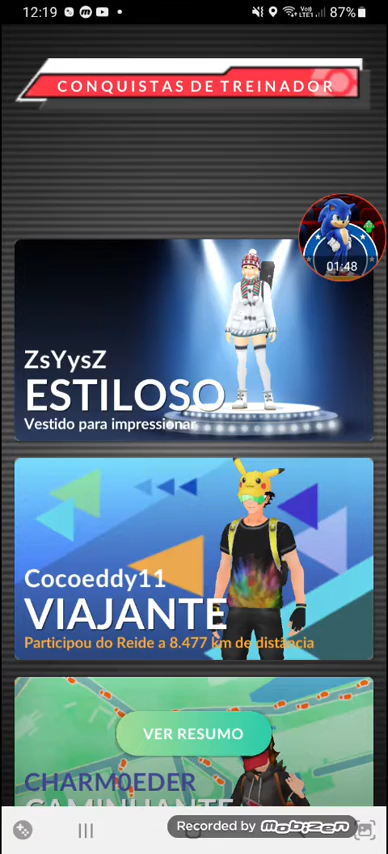 12:19 87%
CONQUISTAS DE TREINADOR
01:48
ZsYysZ
ESTILOSO
Vestido para impressionar
Cocoeddy11
VIAJANTE
Participou do Reide a 8.477 km de distância
VER RESUMO
CHARM0EDER
CAMINHANTE
Recorded by mobizen